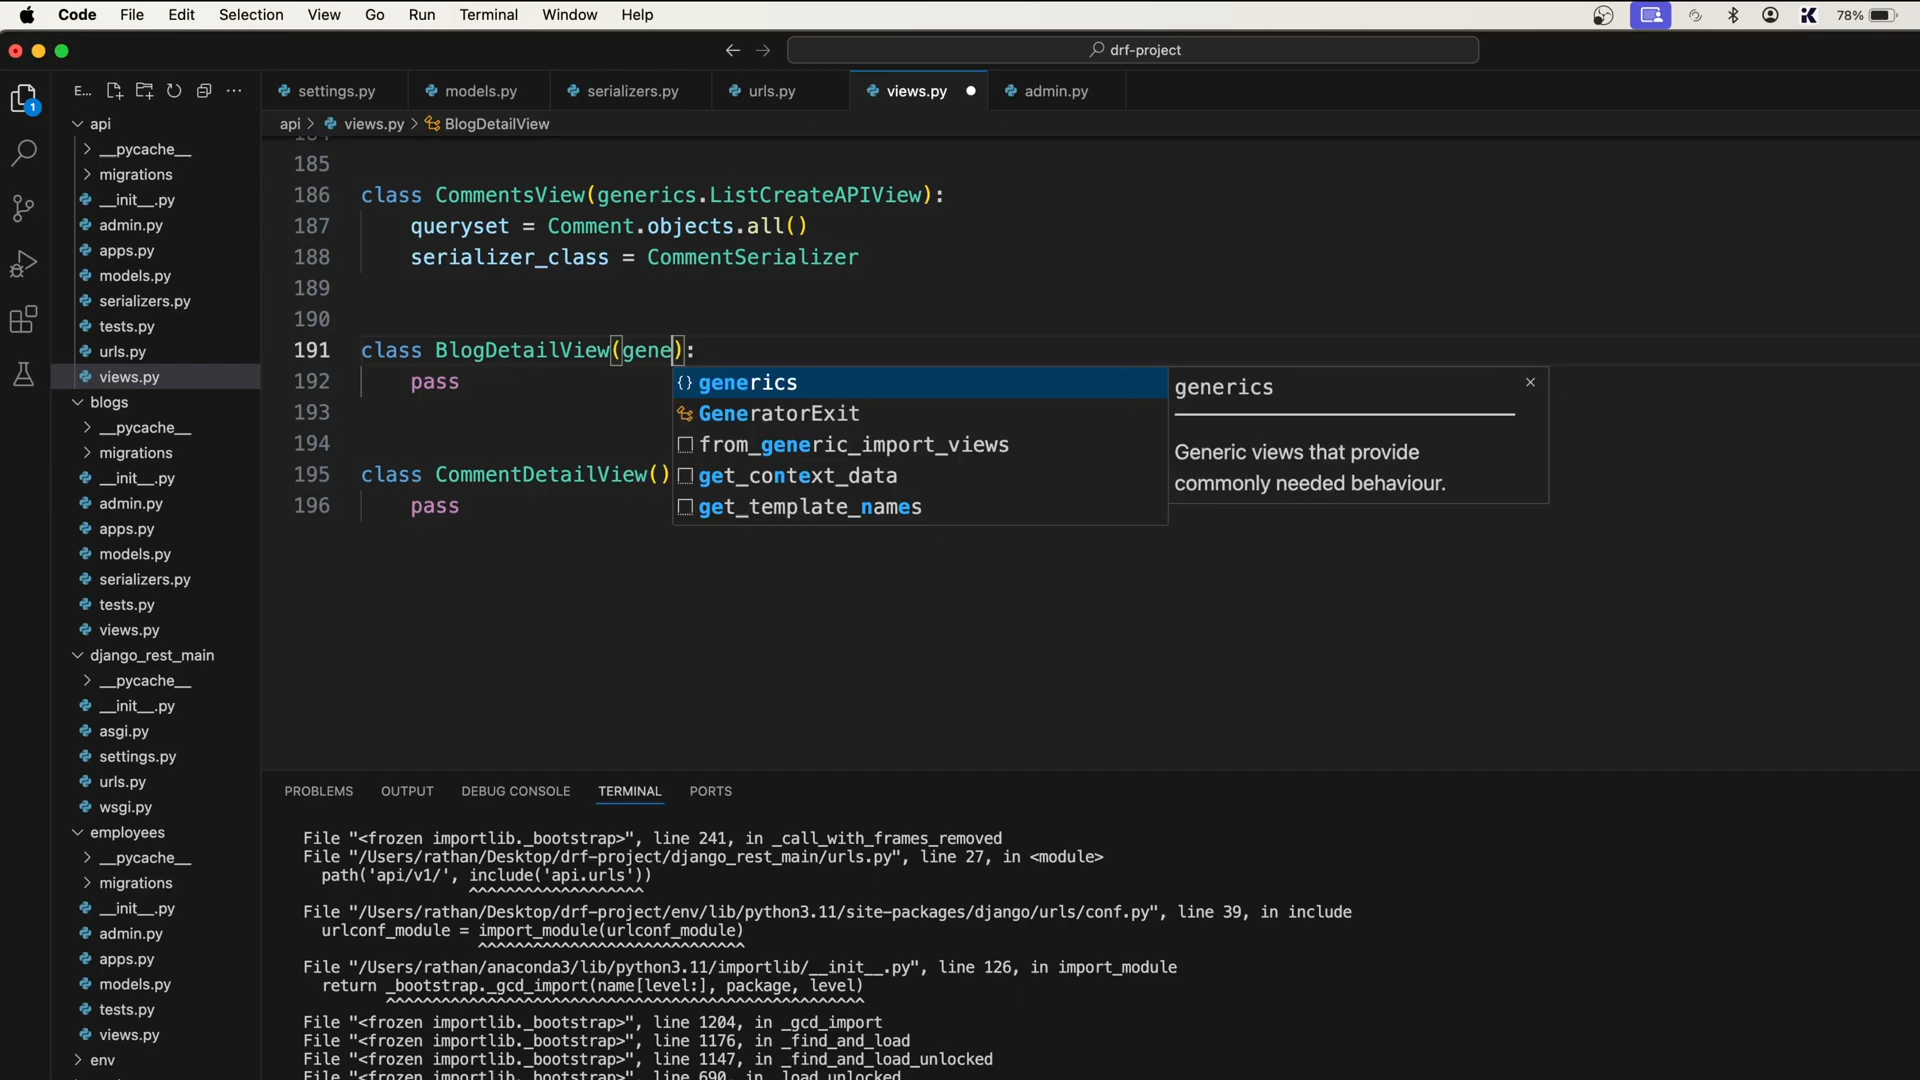 Code File Edit Selection View Go Run Terminal Window Help 78%
drf-project
E... settings.py models.py serializers.py urls.py views.py admin.py
1
api > views.py > BlogDetailView
api
__pycache__
migrations
__init__.py
admin.py
apps.py
models.py
serializers.py
tests.py
urls.py
views.py
blogs
__pycache__
migrations
__init__.py
admin.py
apps.py
models.py
serializers.py
tests.py
views.py
django_rest_main
__pycache__
__init__.py
asgi.py
settings.py
urls.py
wsgi.py
employees
__pycache__
migrations
__init__.py
admin.py
apps.py
models.py
tests.py
views.py
env
184
185
186 class CommentsView(generics.ListCreateAPIView):
187 queryset = Comment.objects.all()
188 serializer_class = CommentSerializer
189
190
191 class BlogDetailView(gene):
192 pass
193
194
195 class CommentDetailView()
196 pass
generics
GeneratorExit
from_generic_import_views
get_context_data
get_template_names
generics
Generic views that provide
commonly needed behaviour.
PROBLEMS OUTPUT DEBUG CONSOLE TERMINAL PORTS
File "<frozen importlib._bootstrap>", line 241, in _call_with_frames_removed
File "/Users/rathan/Desktop/drf-project/django_rest_main/urls.py", line 27, in <module>
path('api/v1/', include('api.urls'))
^^^^^^^^^^^^^^^^^^^
File "/Users/rathan/Desktop/drf-project/env/lib/python3.11/site-packages/django/urls/conf.py", line 39, in include
urlconf_module = import_module(urlconf_module)
^^^^^^^^^^^^^^^^^^^^^^^^^^^^^
File "/Users/rathan/anaconda3/lib/python3.11/importlib/__init__.py", line 126, in import_module
return _bootstrap._gcd_import(name[level:], package, level)
^^^^^^^^^^^^^^^^^^^^^^^^^^^^^^^^^^^^^^^^^^^^^^^^^^^^
File "<frozen importlib._bootstrap>", line 1204, in _gcd_import
File "<frozen importlib._bootstrap>", line 1176, in _find_and_load
File "<frozen importlib._bootstrap>", line 1147, in _find_and_load_unlocked
File "<frozen importlib._bootstrap>", line 690, in _load_unlocked